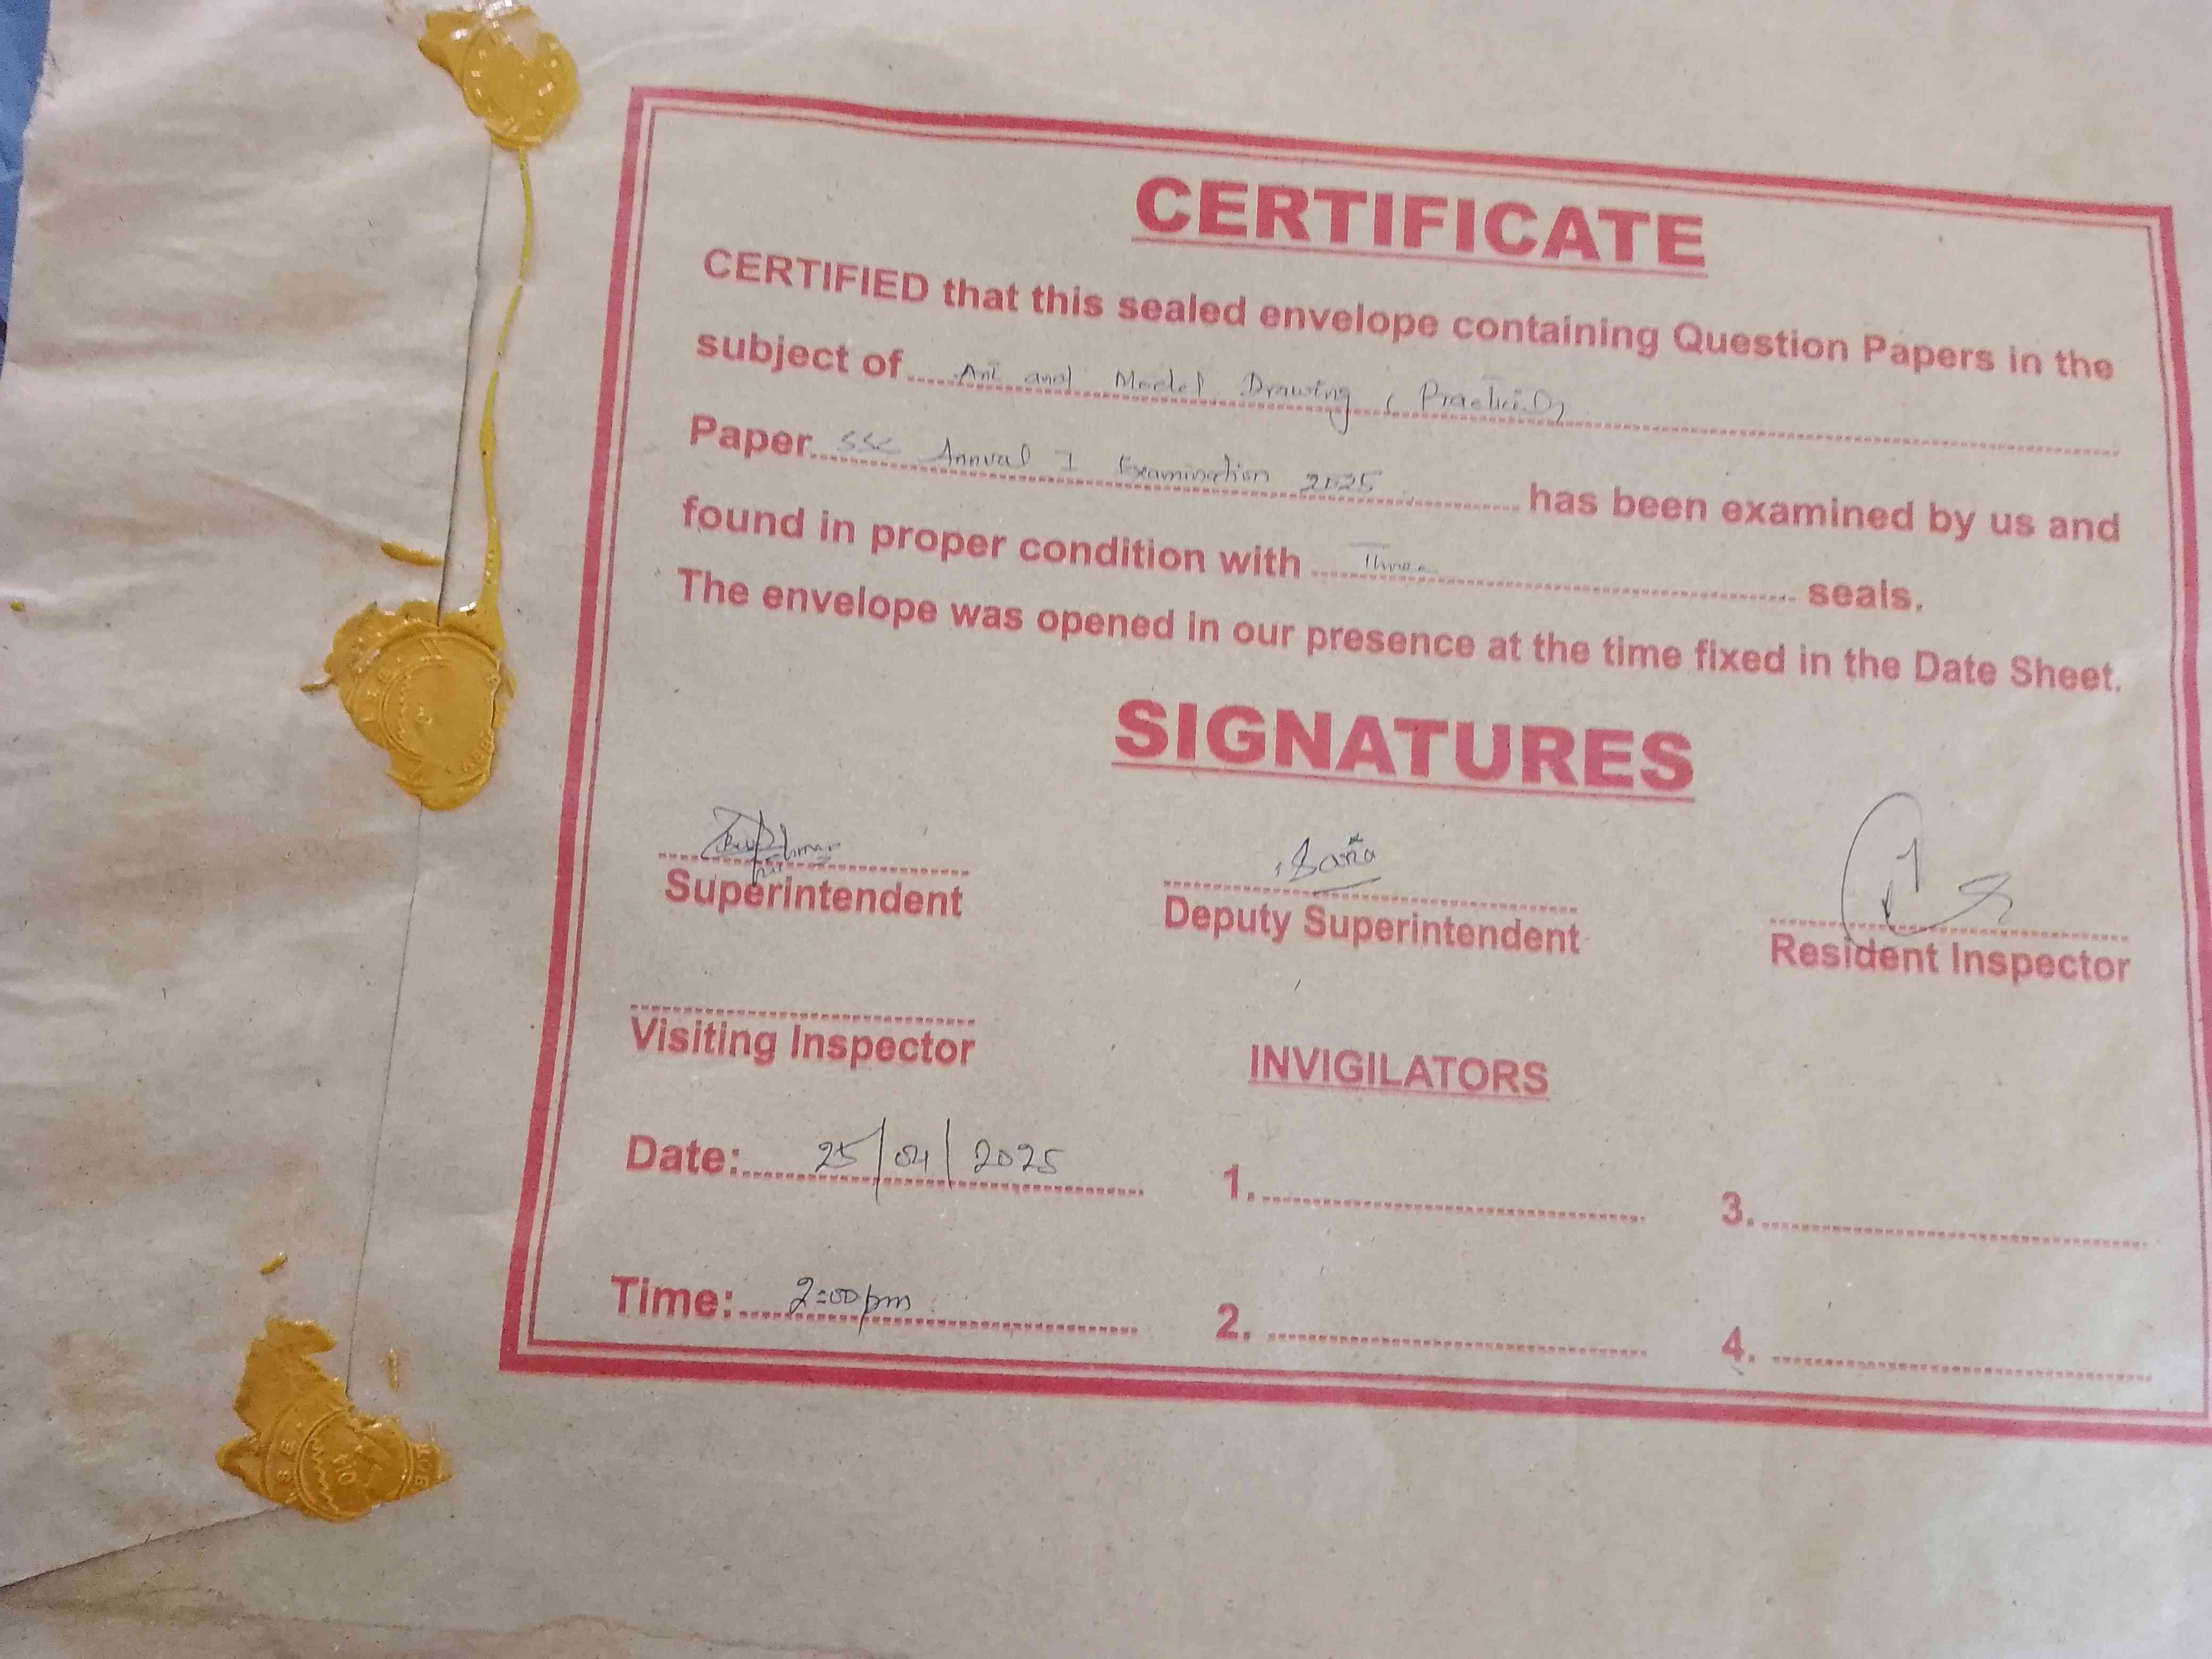 CERTIFICATE
CERTIFIED that this sealed envelope containing Question Papers in the
subject of Art and Model Drawing (Practical)
Paper SSC Annual I Examination 2025 has been examined by us and
found in proper condition with Three seals.
The envelope was opened in our presence at the time fixed in the Date Sheet.
SIGNATURES
Superintendent Deputy Superintendent Resident Inspector
Visiting Inspector
INVIGILATORS
Date: 25/04/2025 1. 3.
Time: 2:00 pm 2. 4.